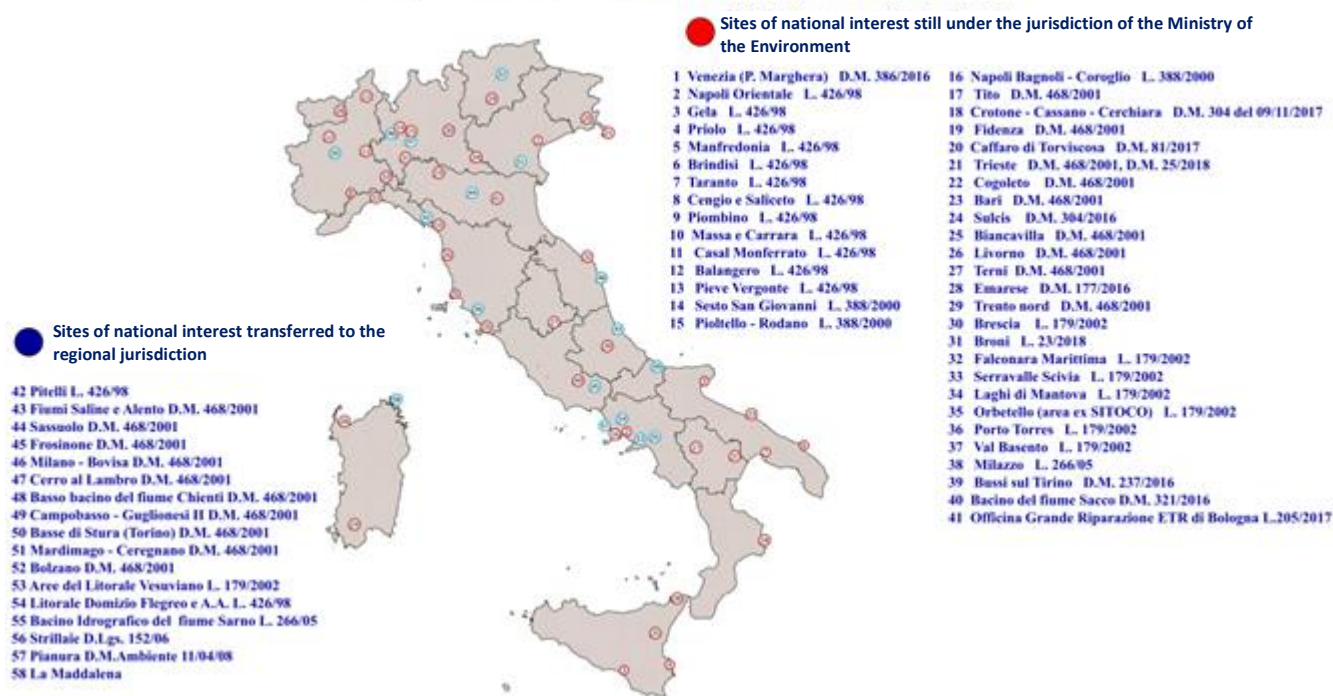 Sites of national interest still under the jurisdiction of the Ministry of
the Environment
1 Venezia (P. Marghera) D.M. 386/2016
2 Napoli Orientale L. 426/98
3 Gela L. 426/98
4 Priolo L. 426/98
5 Manfredonia L. 426/98
6 Brindisi L. 426/98
7 Taranto L. 426/98
8 Cengio e Saliceto L. 426/98
9 Piombino L. 426/98
10 Massa e Carrara L. 426/98
11 Casal Monferrato L. 426/98
12 Balangero L. 426/98
13 Pieve Vergonte L. 426/98
14 Sesto San Giovanni L. 388/2000
15 Pioltello - Rodano L. 388/2000
16 Napoli Bagnoli - Coroglio L. 388/2000
17 Tito D.M. 468/2001
18 Crotone - Cassano - Cerchiara D.M. 304 del 09/11/2017
19 Fidenza D.M. 468/2001
20 Caffaro di Torviscosa D.M. 81/2017
21 Trieste D.M. 468/2001, D.M. 25/2018
22 Cogoleto D.M. 468/2001
23 Bari D.M. 468/2001
24 Sulcis D.M. 304/2016
25 Biancavilla D.M. 468/2001
26 Livorno D.M. 468/2001
27 Terni D.M. 468/2001
28 Emarese D.M. 177/2016
29 Trento nord D.M. 468/2001
30 Brescia L. 179/2002
31 Broni L. 23/2018
32 Falconara Marittima L. 179/2002
33 Serravalle Scivia L. 179/2002
34 Laghi di Mantova L. 179/2002
35 Orbetello (area ex SITOCO) L. 179/2002
36 Porto Torres L. 179/2002
37 Val Basento L. 179/2002
38 Milazzo L. 266/05
39 Bussi sul Tirino D.M. 237/2016
40 Bacino del fiume Sacco D.M. 321/2016
41 Officina Grande Riparazione ETR di Bologna L.205/2017
Sites of national interest transferred to the
regional jurisdiction
42 Pitelli L. 426/98
43 Fiumi Saline e Alento D.M. 468/2001
44 Sassuolo D.M. 468/2001
45 Frosinone D.M. 468/2001
46 Milano - Bovisa D.M. 468/2001
47 Cerro al Lambro D.M. 468/2001
48 Basso bacino del fiume Chienti D.M. 468/2001
49 Campobasso - Guglionesi II D.M. 468/2001
50 Basse di Stura (Torino) D.M. 468/2001
51 Mardimago - Ceregnano D.M. 468/2001
52 Bolzano D.M. 468/2001
53 Aree del Litorale Vesuviano L. 179/2002
54 Litorale Domizio Flegreo e A.A. L. 426/98
55 Bacino Idrografico del fiume Sarno L. 266/05
56 Strillaie D.Lgs. 152/06
57 Pianura D.M.Ambiente 11/04/08
58 La Maddalena